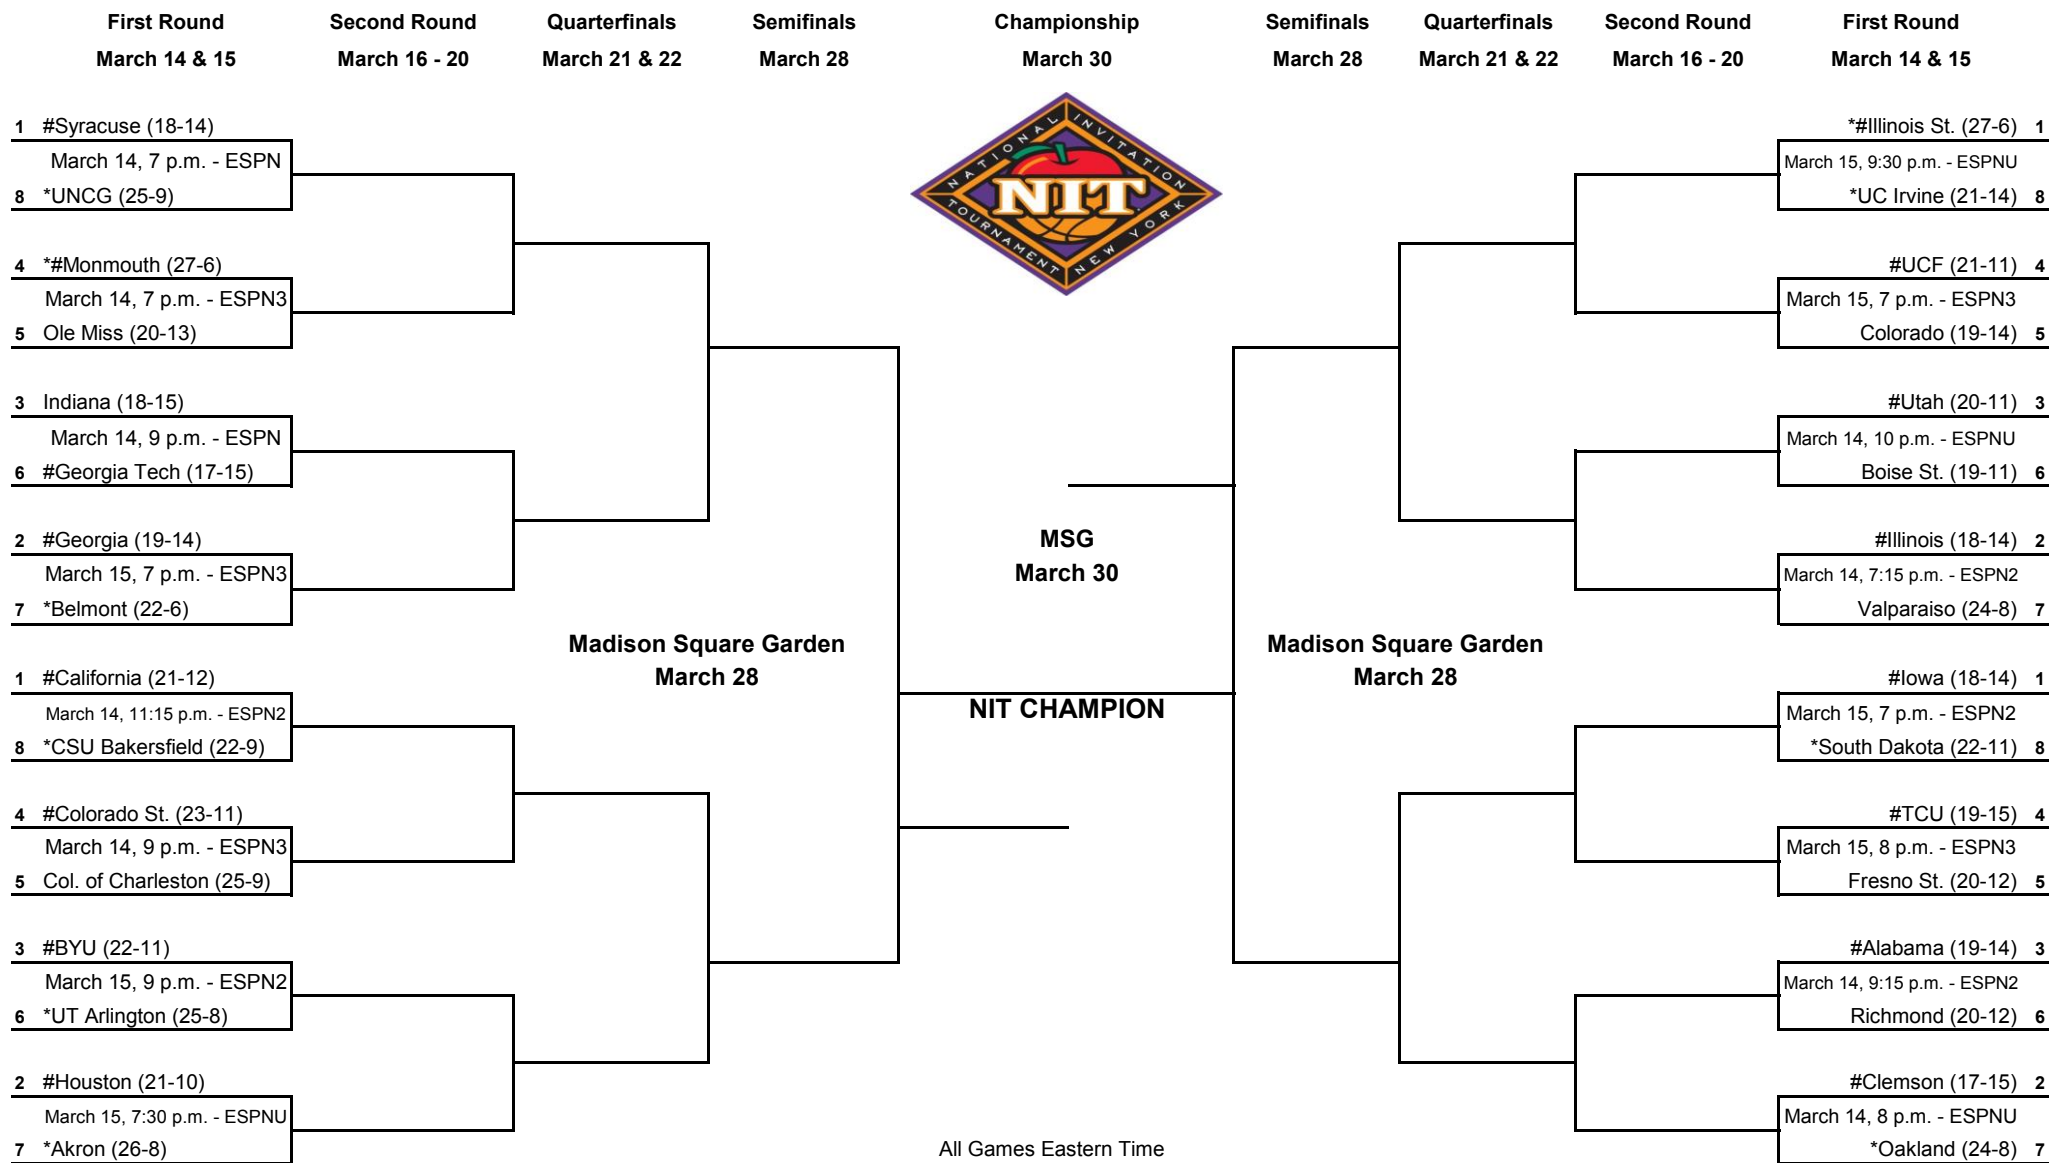 First Round
Second Round
Quarterfinals
Semifinals
Championship
Semifinals
Quarterfinals
Second Round
First Round
March 14 & 15
March 16 - 20
March 21 & 22
March 28
March 30
March 28
March 21 & 22
March 16 - 20
March 14 & 15
NATIONAL INVITATION
NIT
TOURNAMENT NEW YORK
1 #Syracuse (18-14)
March 14, 7 p.m. - ESPN
8 *UNCG (25-9)
4 *#Monmouth (27-6)
March 14, 7 p.m. - ESPN3
5 Ole Miss (20-13)
3 Indiana (18-15)
March 14, 9 p.m. - ESPN
6 #Georgia Tech (17-15)
2 #Georgia (19-14)
March 15, 7 p.m. - ESPN3
7 *Belmont (22-6)
1 #California (21-12)
March 14, 11:15 p.m. - ESPN2
8 *CSU Bakersfield (22-9)
4 #Colorado St. (23-11)
March 14, 9 p.m. - ESPN3
5 Col. of Charleston (25-9)
3 #BYU (22-11)
March 15, 9 p.m. - ESPN2
6 *UT Arlington (25-8)
2 #Houston (21-10)
March 15, 7:30 p.m. - ESPNU
7 *Akron (26-8)
Madison Square Garden
March 28
MSG
March 30
NIT CHAMPION
Madison Square Garden
March 28
All Games Eastern Time
*#Illinois St. (27-6) 1
March 15, 9:30 p.m. - ESPNU
*UC Irvine (21-14) 8
#UCF (21-11) 4
March 15, 7 p.m. - ESPN3
Colorado (19-14) 5
#Utah (20-11) 3
March 14, 10 p.m. - ESPNU
Boise St. (19-11) 6
#Illinois (18-14) 2
March 14, 7:15 p.m. - ESPN2
Valparaiso (24-8) 7
#Iowa (18-14) 1
March 15, 7 p.m. - ESPN2
*South Dakota (22-11) 8
#TCU (19-15) 4
March 15, 8 p.m. - ESPN3
Fresno St. (20-12) 5
#Alabama (19-14) 3
March 14, 9:15 p.m. - ESPN2
Richmond (20-12) 6
#Clemson (17-15) 2
March 14, 8 p.m. - ESPNU
*Oakland (24-8) 7